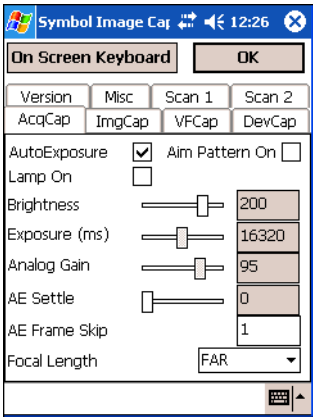 Symbol Image Cap 12:26
On Screen Keyboard OK
Version Misc Scan 1 Scan 2
AcqCap ImgCap VFCap DevCap
AutoExposure Aim Pattern On
Lamp On
Brightness 200
Exposure (ms) 16320
Analog Gain 95
AE Settle 0
AE Frame Skip 1
Focal Length FAR